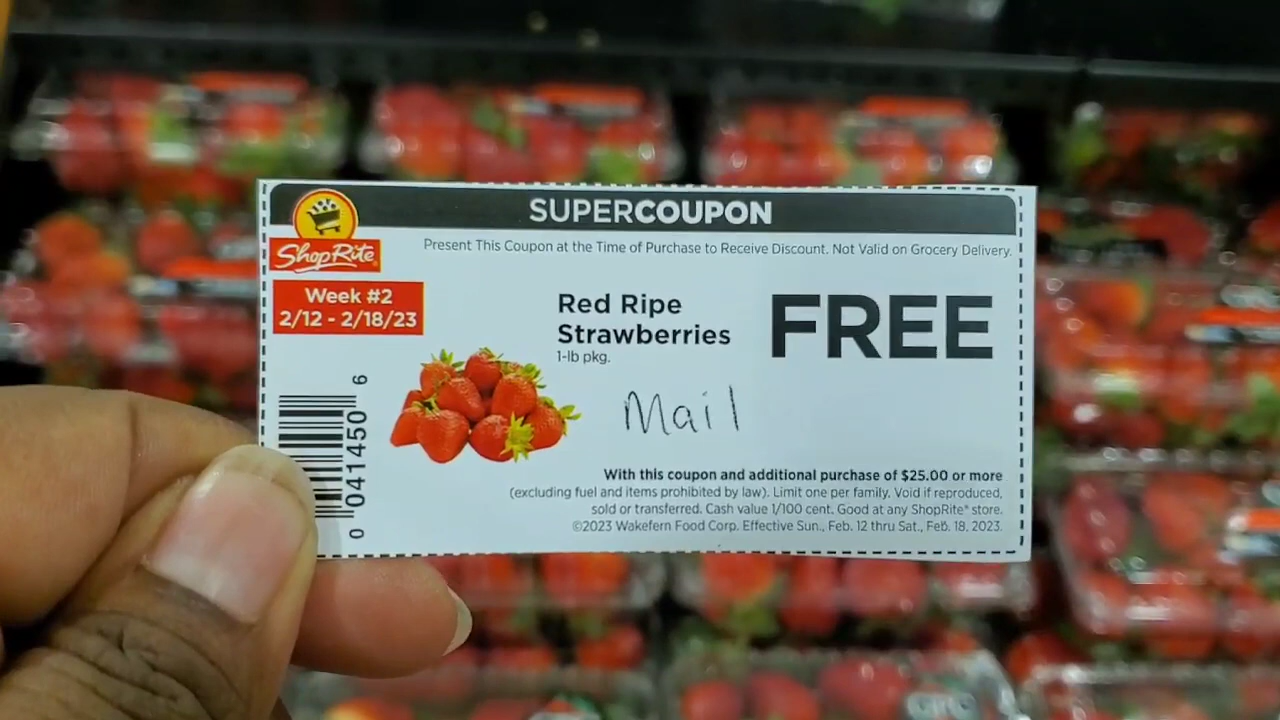 SUPERCOUPON
ShopRite
Present This Coupon at the Time of Purchase to Receive Discount. Not Valid on Grocery Delivery.
Week #2
2/12 - 2/18/23
Red Ripe
Strawberries
1-lb pkg.
FREE
Mail
0 041450 6
With this coupon and additional purchase of $25.00 or more
(excluding fuel and items prohibited by law). Limit one per family. Void if reproduced,
sold or transferred. Cash value 1/100 cent. Good at any ShopRite® store.
©2023 Wakefern Food Corp. Effective Sun., Feb. 12 thru Sat., Feb. 18, 2023.